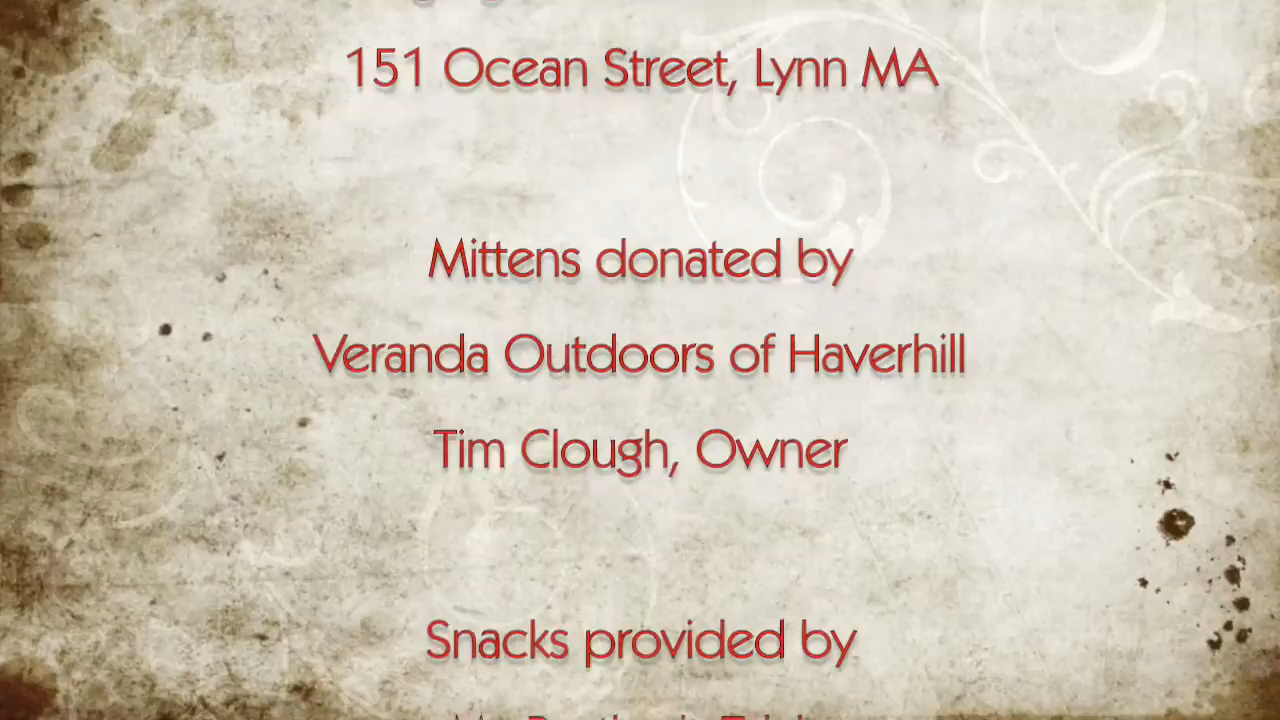 151 Ocean Street, Lynn MA
Mittens donated by
Veranda Outdoors of Haverhill
Tim Clough, Owner
Snacks provided by